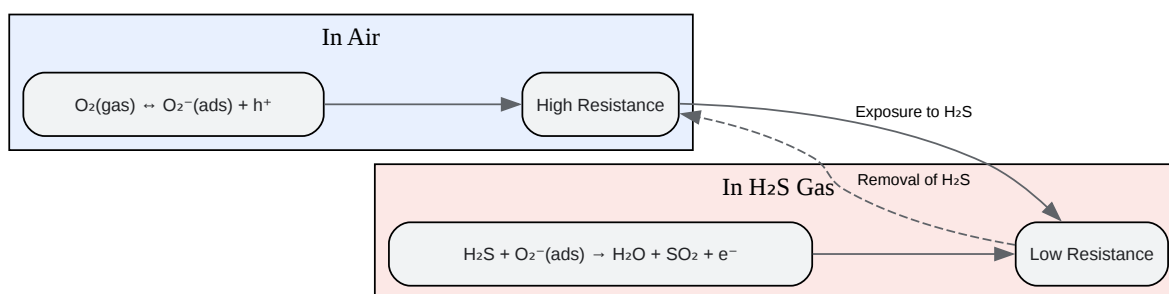 In Air
O₂(gas) ↔ O₂⁻(ads) + h⁺
High Resistance
Exposure to H₂S
Removal of H₂S
In H₂S Gas
H₂S + O₂⁻(ads) → H₂O + SO₂ + e⁻
Low Resistance